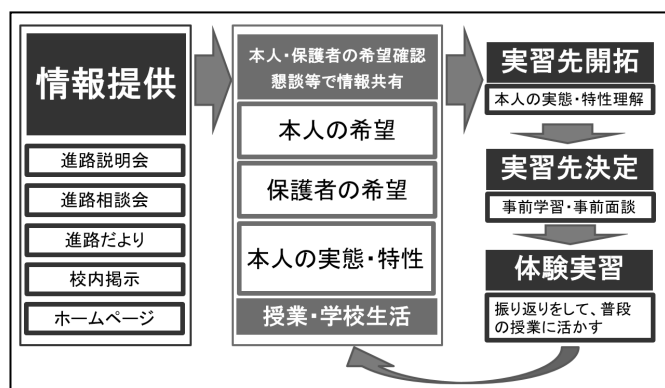 情報提供
進路説明会
進路相談会
進路だより
校内掲示
ホームページ
本人・保護者の希望確認
懇談等で情報共有
本人の希望
保護者の希望
本人の実態・特性
授業・学校生活
実習先開拓
本人の実態・特性理解
実習先決定
事前学習・事前面談
体験実習
振り返りをして、普段
の授業に活かす